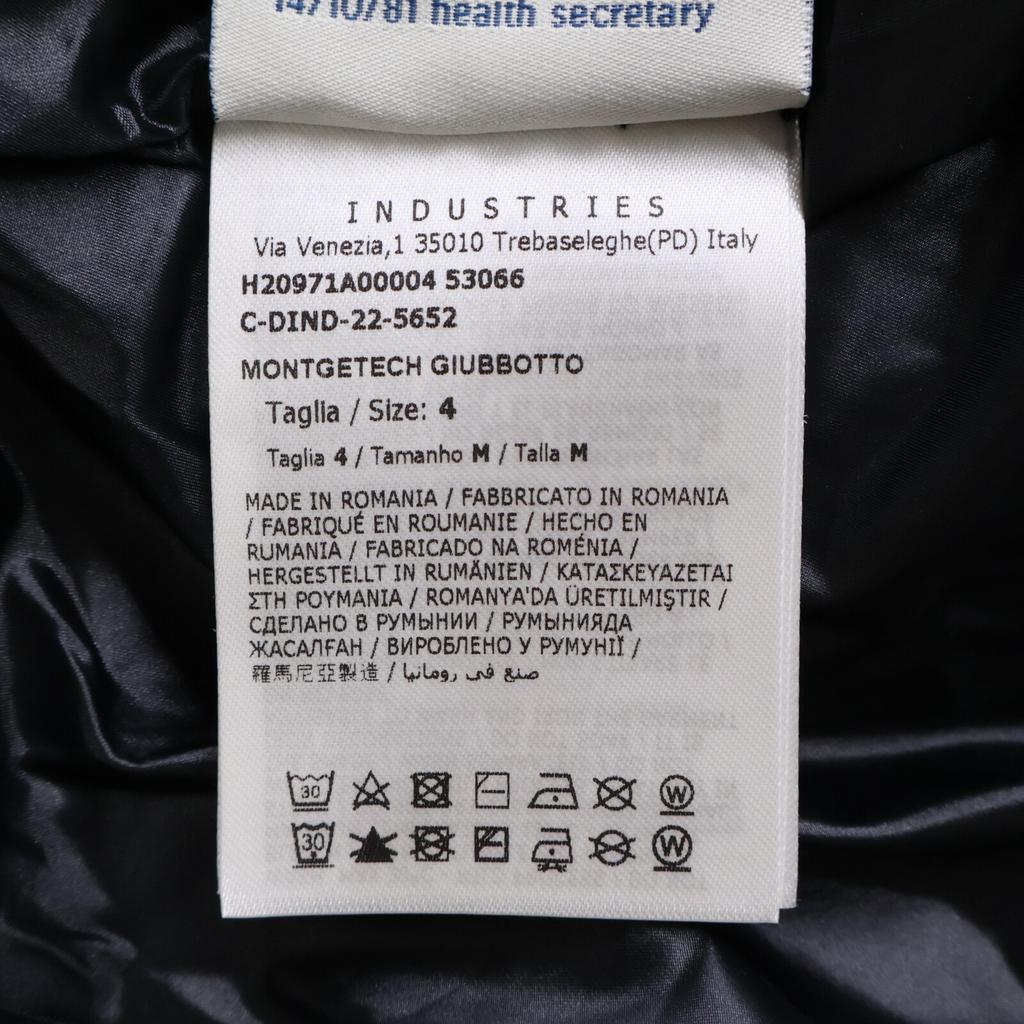 14/10/81 health secretary
INDUSTRIES
Via Venezia,1 35010 Trebaseleghe(PD) Italy
H20971A00004 53066
C-DIND-22-5652
MONTGETECH GIUBBOTTO
Taglia / Size: 4
Taglia 4 / Tamanho M / Talla M
MADE IN ROMANIA / FABBRICATO IN ROMANIA
/ FABRIQUÉ EN ROUMANIE / HECHO EN
RUMANIA / FABRICADO NA ROMÉNIA /
HERGESTELLT IN RUMÄNIEN / ΚΑΤΑΣΚΕΥΑΖΕΤΑΙ
ΣΤΗ ΡΟΥΜΑΝΙΑ / ROMANYA'DA ÜRETILMIŞTIR /
СДЕЛАНО В РУМЫНИИ / РУМЫНИЯДА
ЖАСАЛҒАН / ВИРОБЛЕНО У РУМУНІЇ /
羅馬尼亞製造 / صنع في رومانيا
30 W
30 W